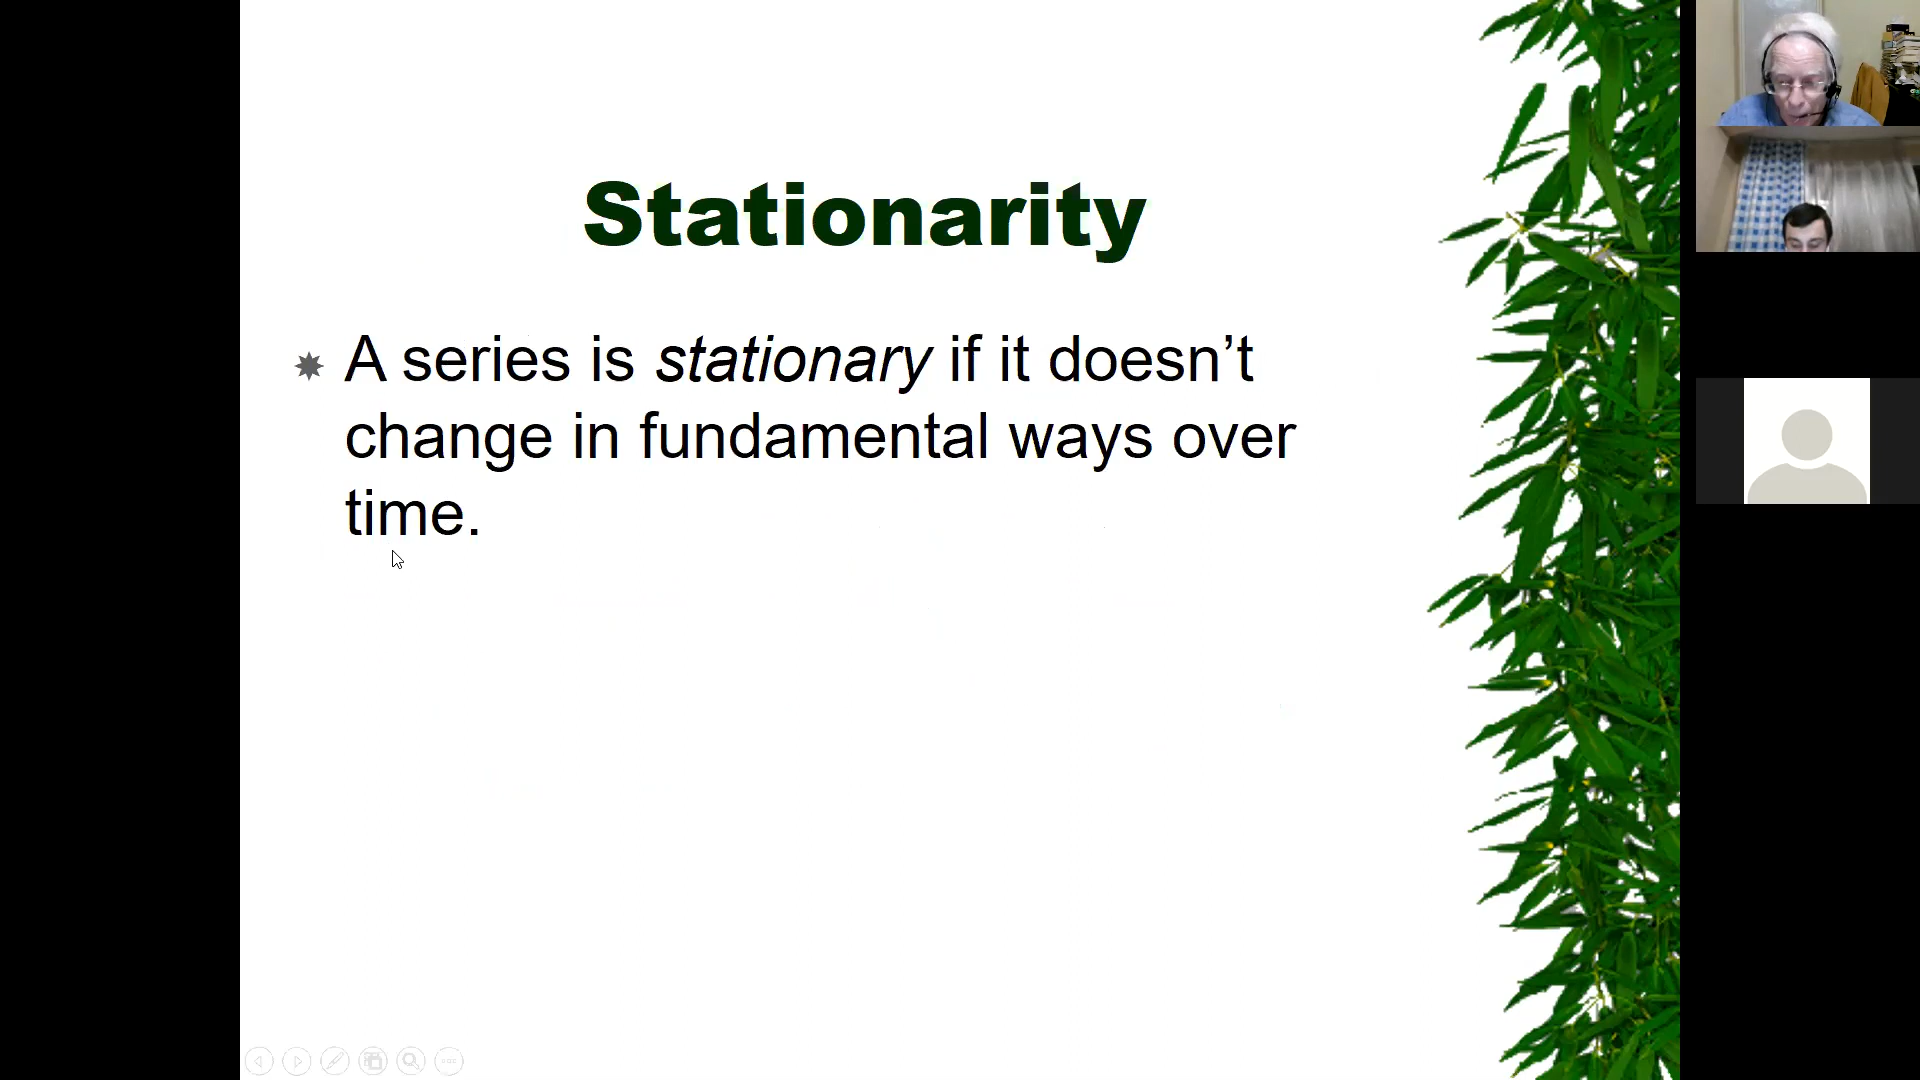 Stationarity
A series is stationary if it doesn’t
change in fundamental ways over
time.